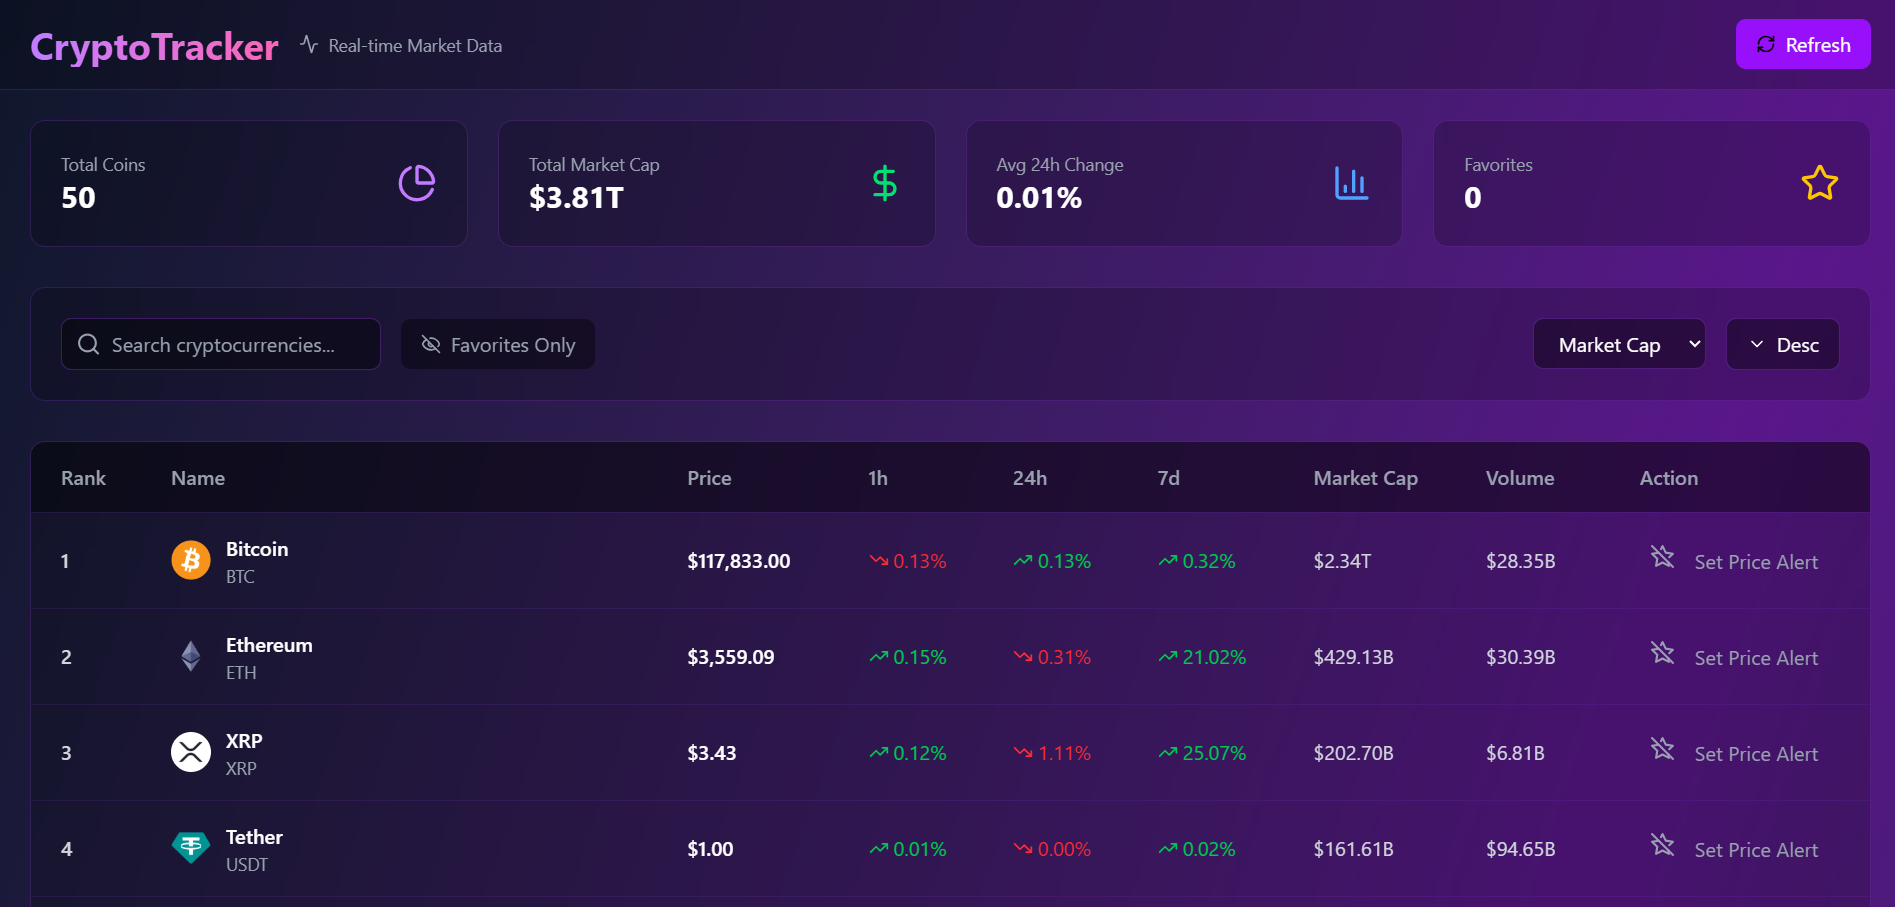 CryptoTracker Real-time Market Data Refresh
Total Coins Total Market Cap Avg 24h Change Favorites
50 $3.81T 0.01% 0
Search cryptocurrencies... Favorites Only Market Cap Desc
Rank Name Price 1h 24h 7d Market Cap Volume Action
1 Bitcoin $117,833.00 0.13% 0.13% 0.32% $2.34T $28.35B Set Price Alert
BTC
2 Ethereum $3,559.09 0.15% 0.31% 21.02% $429.13B $30.39B Set Price Alert
ETH
3 XRP $3.43 0.12% 1.11% 25.07% $202.70B $6.81B Set Price Alert
XRP
4 Tether $1.00 0.01% 0.00% 0.02% $161.61B $94.65B Set Price Alert
USDT